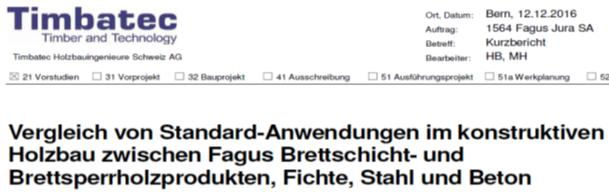 Timbatec
Timber and Technology
Timbatec Holzbauingenieure Schweiz AG
Ort, Datum: Bern, 12.12.2016
Auftrag: 1564 Fagus Jura SA
Betreff: Kurzbericht
Bearbeiter: HB, MH
☒ 21 Vorstudien ☐ 31 Vorprojekt ☐ 32 Bauprojekt ☐ 41 Ausschreibung ☐ 51 Ausführungsprojekt ☐ 51a Werkplanung ☐ 52
Vergleich von Standard-Anwendungen im konstruktiven
Holzbau zwischen Fagus Brettschicht- und
Brettsperrholzprodukten, Fichte, Stahl und Beton